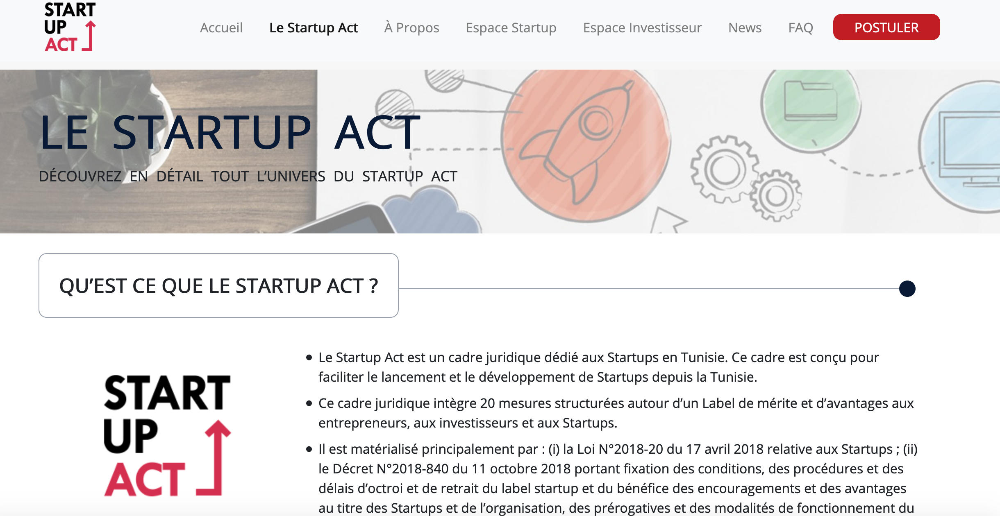 START
UP
ACT
Accueil
Le Startup Act
À Propos
Espace Startup
Espace Investisseur
News
FAQ
POSTULER
LE STARTUP ACT
DÉCOUVREZ EN DÉTAIL TOUT L’UNIVERS DU STARTUP ACT
QU’EST CE QUE LE STARTUP ACT ?
START
UP
ACT
Le Startup Act est un cadre juridique dédié aux Startups en Tunisie. Ce cadre est conçu pour
faciliter le lancement et le développement de Startups depuis la Tunisie.
Ce cadre juridique intègre 20 mesures structurées autour d’un Label de mérite et d’avantages aux
entrepreneurs, aux investisseurs et aux Startups.
Il est matérialisé principalement par : (i) la Loi N°2018-20 du 17 avril 2018 relative aux Startups ; (ii)
le Décret N°2018-840 du 11 octobre 2018 portant fixation des conditions, des procédures et des
délais d’octroi et de retrait du label startup et du bénéfice des encouragements et des avantages
au titre des Startups et de l’organisation, des prérogatives et des modalités de fonctionnement du